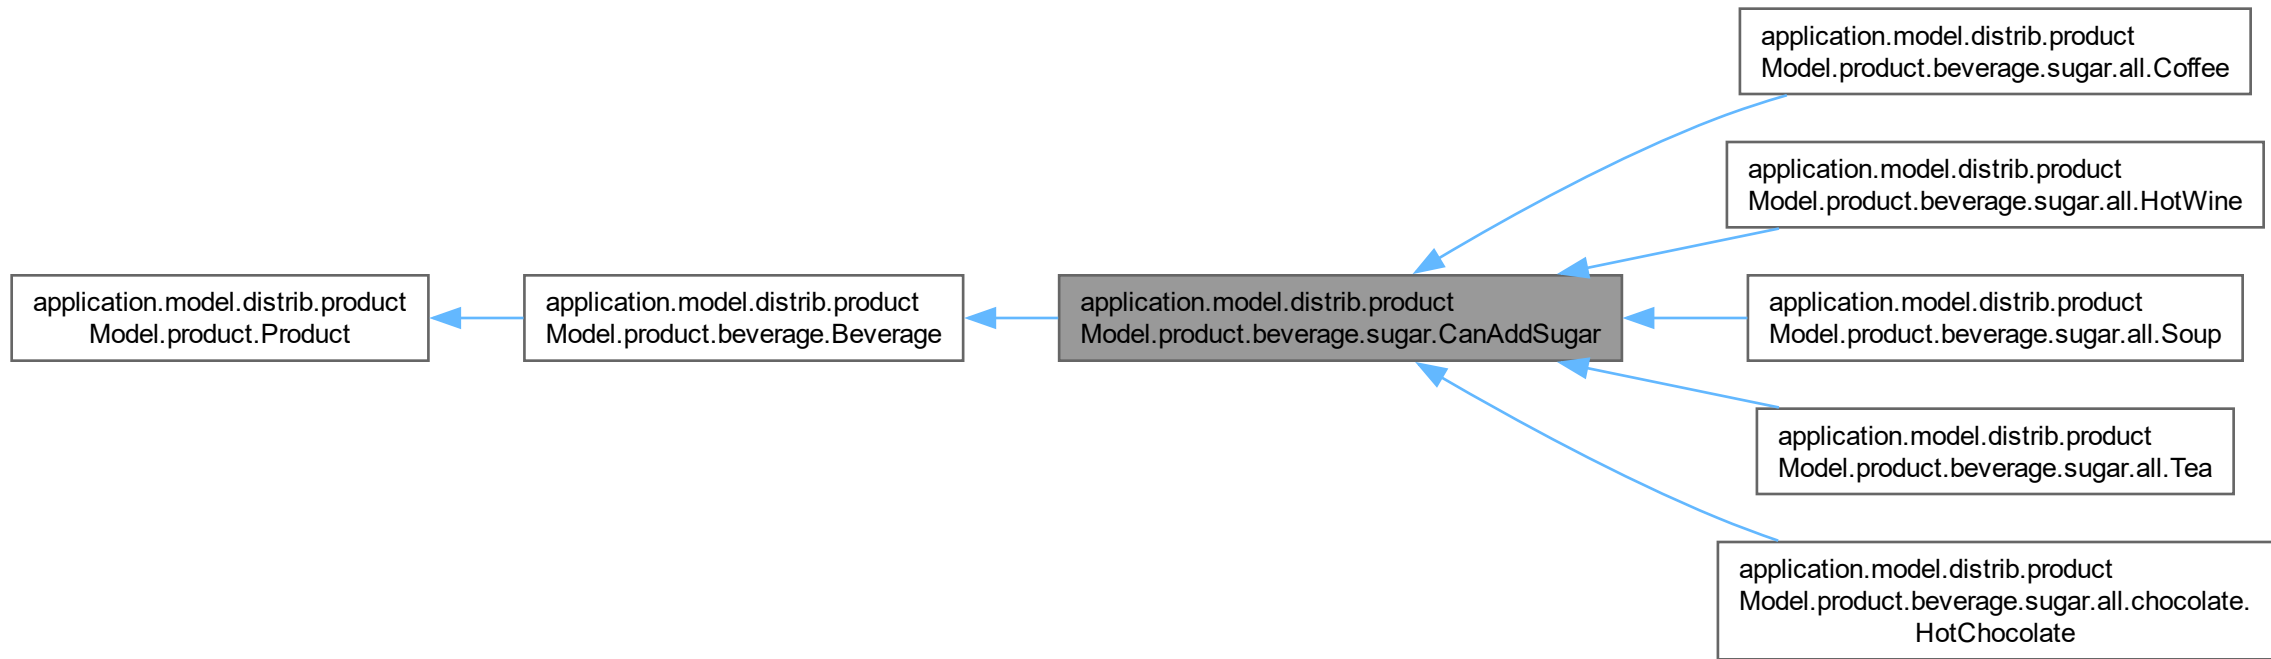 application.model.distrib.product
Model.product.Product
application.model.distrib.product
Model.product.beverage.Beverage
application.model.distrib.product
Model.product.beverage.sugar.CanAddSugar
application.model.distrib.product
Model.product.beverage.sugar.all.Coffee
application.model.distrib.product
Model.product.beverage.sugar.all.HotWine
application.model.distrib.product
Model.product.beverage.sugar.all.Soup
application.model.distrib.product
Model.product.beverage.sugar.all.Tea
application.model.distrib.product
Model.product.beverage.sugar.all.chocolate.
HotChocolate